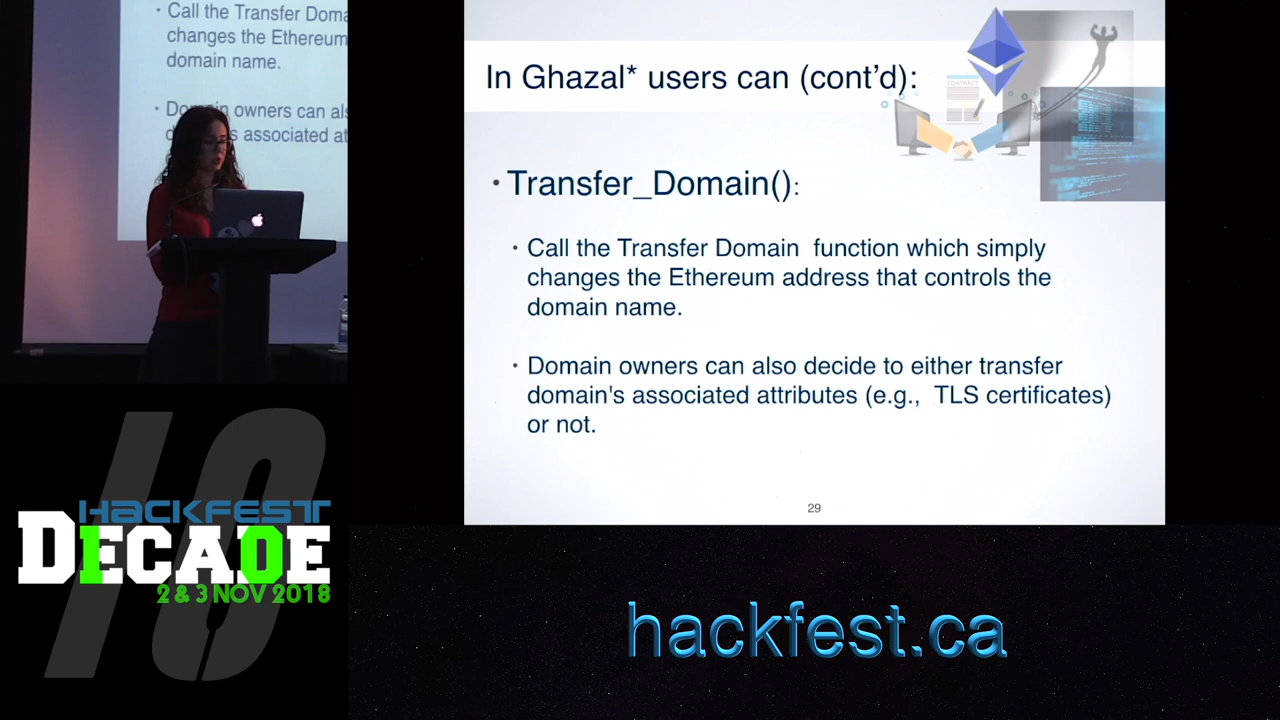 · Call the Transfer Doma
changes the Ethereum
domain name.
· Domain owners can als
associated att
In Ghazal* users can (cont'd):
CONTRACT
· Transfer_Domain():
· Call the Transfer Domain function which simply
changes the Ethereum address that controls the
domain name.
· Domain owners can also decide to either transfer
domain's associated attributes (e.g., TLS certificates)
or not.
29
10
HACKFEST
DECADE
2 & 3 NOV 2018
hackfest.ca